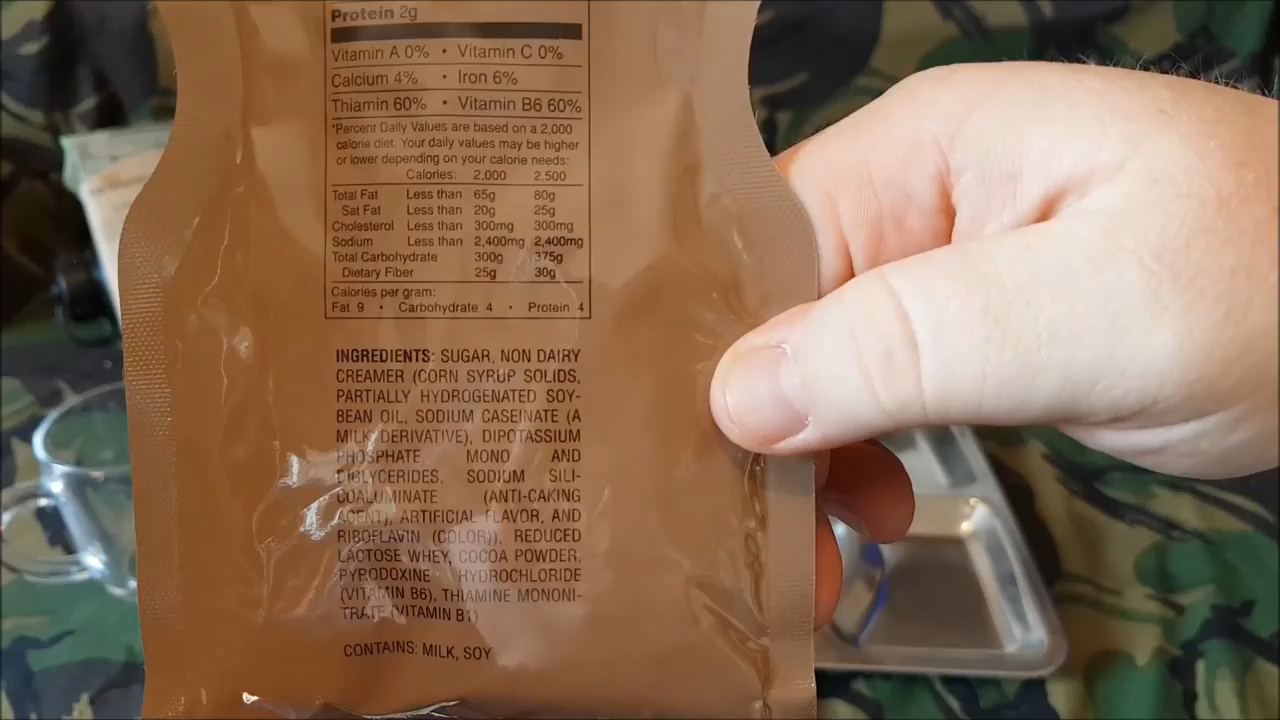 Protein 2g
Vitamin A 0% • Vitamin C 0%
Calcium 4% • Iron 6%
Thiamin 60% • Vitamin B6 60%
*Percent Daily Values are based on a 2,000
calorie diet. Your daily values may be higher
or lower depending on your calorie needs:
Calories: 2,000 2,500
Total Fat Less than 65g 80g
Sat Fat Less than 20g 25g
Cholesterol Less than 300mg 300mg
Sodium Less than 2,400mg 2,400mg
Total Carbohydrate 300g 375g
Dietary Fiber 25g 30g
Calories per gram:
Fat 9 • Carbohydrate 4 • Protein 4
INGREDIENTS: SUGAR, NON DAIRY
CREAMER (CORN SYRUP SOLIDS,
PARTIALLY HYDROGENATED SOY-
BEAN OIL, SODIUM CASEINATE (A
MILK DERIVATIVE), DIPOTASSIUM
PHOSPHATE MONO AND
DIGLYCERIDES, SODIUM SILI-
COALUMINATE (ANTI-CAKING
AGENT), ARTIFICIAL FLAVOR, AND
RIBOFLAVIN (COLOR)), REDUCED
LACTOSE WHEY, COCOA POWDER,
PYRODOXINE HYDROCHLORIDE
(VITAMIN B6), THIAMINE MONONI-
TRATE (VITAMIN B1)
CONTAINS: MILK, SOY